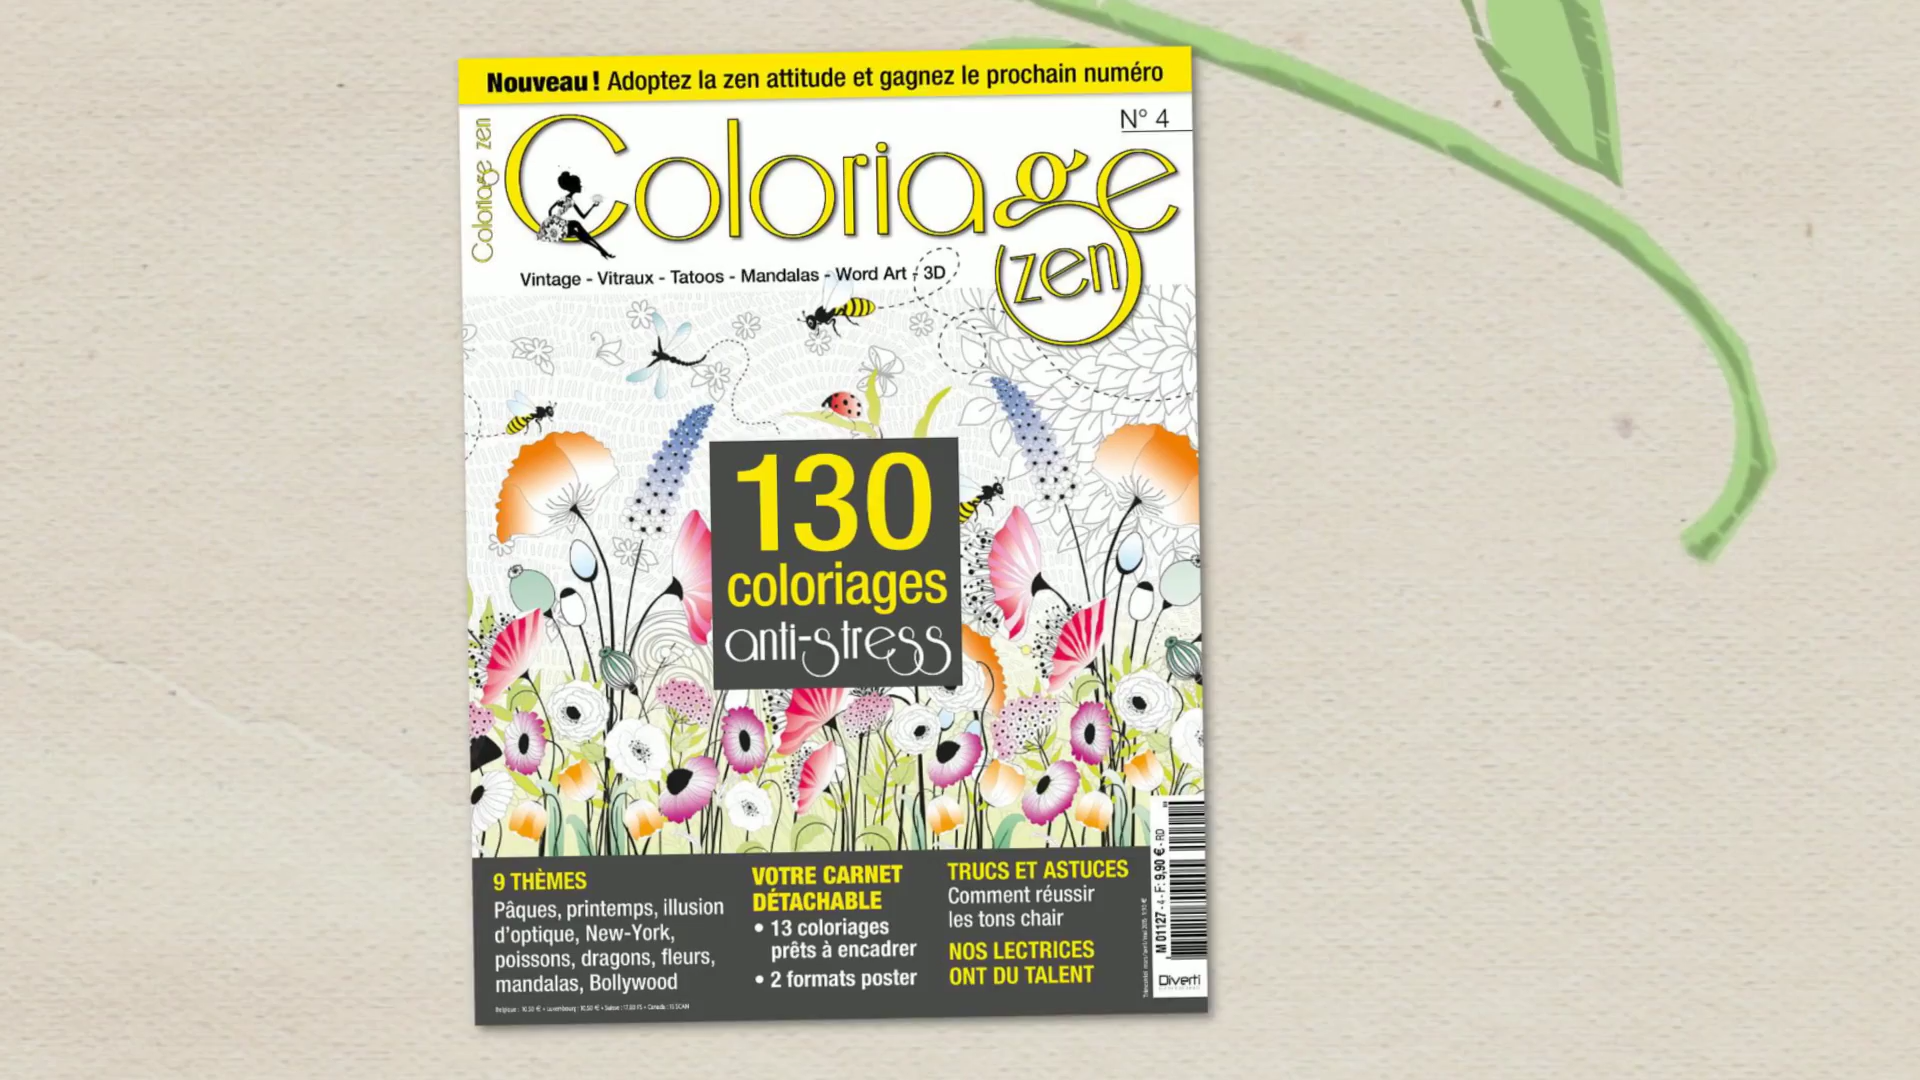 Nouveau ! Adoptez la zen attitude et gagnez le prochain numéro
N° 4
Coloriage zen
Coloriage
zen
Vintage - Vitraux - Tatoos - Mandalas - Word Art - 3D
130
coloriages
anti-stress
9 THÈMES
Pâques, printemps, illusion
d'optique, New-York,
poissons, dragons, fleurs,
mandalas, Bollywood
VOTRE CARNET
DÉTACHABLE
• 13 coloriages
prêts à encadrer
• 2 formats poster
TRUCS ET ASTUCES
Comment réussir
les tons chair
NOS LECTRICES
ONT DU TALENT
M 01127 - 4 - F: 9,90 € - RD
Diverti